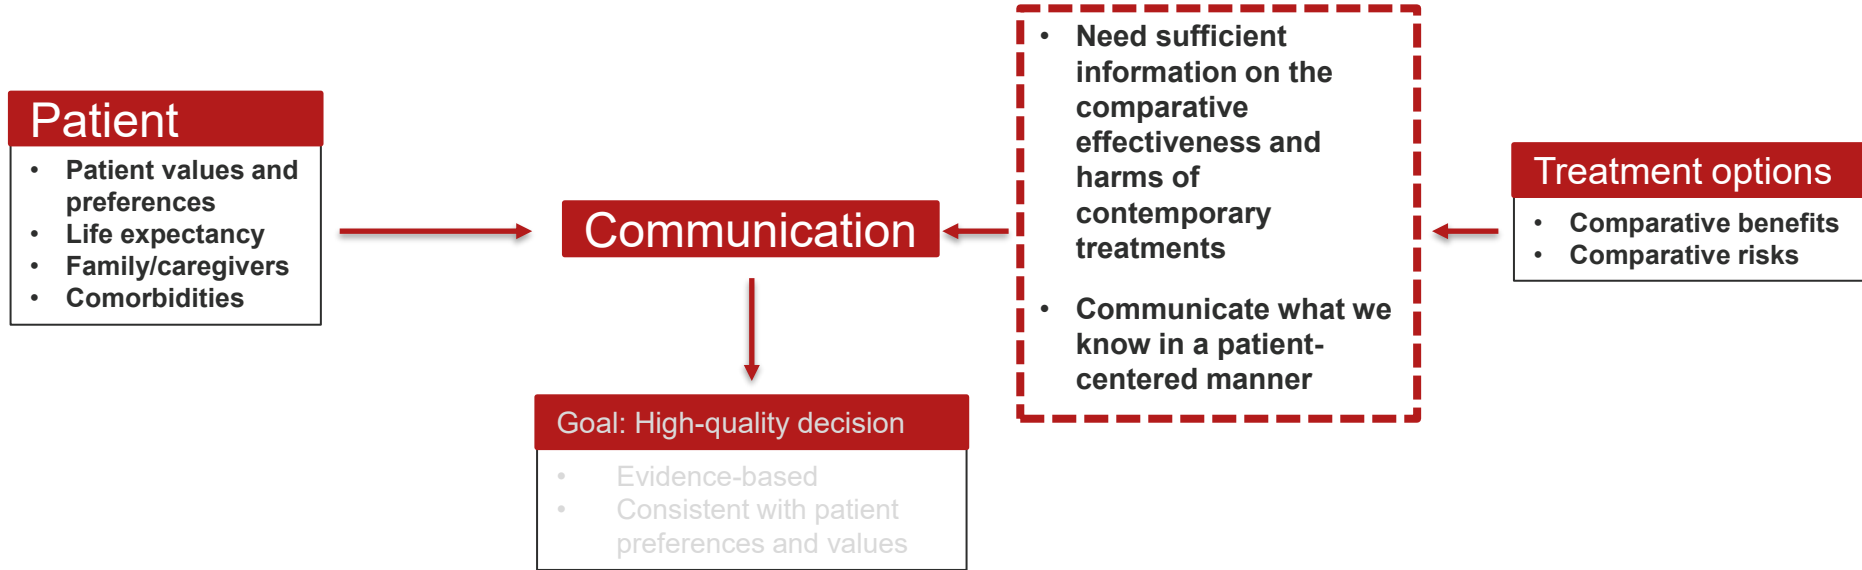 Patient
• Patient values and
preferences
• Life expectancy
• Family/caregivers
• Comorbidities
Communication
Goal: High-quality decision
• Evidence-based
• Consistent with patient
preferences and values
• Need sufficient
information on the
comparative
effectiveness and
harms of
contemporary
treatments
• Communicate what we
know in a patient-
centered manner
Treatment options
• Comparative benefits
• Comparative risks